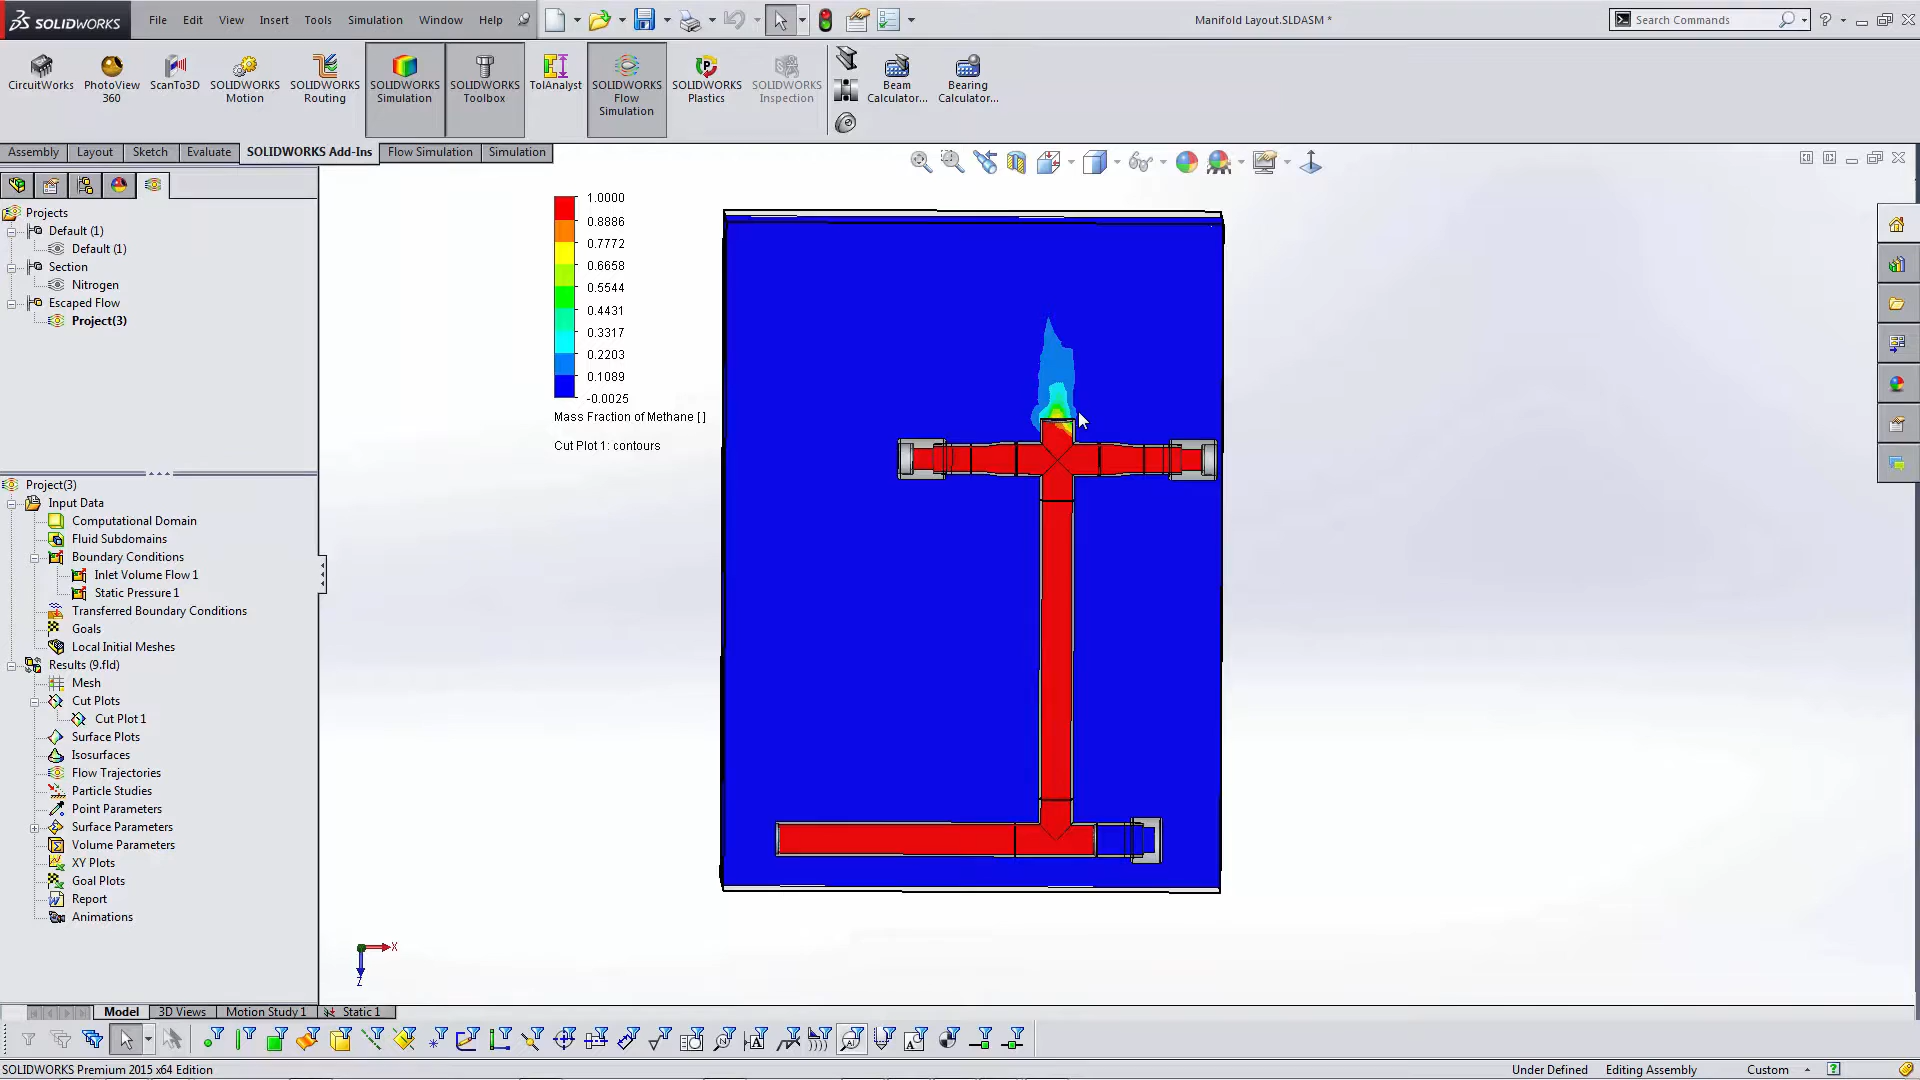 SOLIDWORKS File Edit View Insert Tools Simulation Window Help Manifold Layout.SLDASM * Search Commands
CircuitWorks
PhotoView 360
ScanTo3D
SOLIDWORKS Motion
SOLIDWORKS Routing
SOLIDWORKS Simulation
SOLIDWORKS Toolbox
TolAnalyst
SOLIDWORKS Flow Simulation
SOLIDWORKS Plastics
SOLIDWORKS Inspection
Beam Calculator...
Bearing Calculator...
Assembly Layout Sketch Evaluate SOLIDWORKS Add-Ins Flow Simulation Simulation
Projects
Default (1)
Default (1)
Section
Nitrogen
Escaped Flow
Project(3)
Project(3)
Input Data
Computational Domain
Fluid Subdomains
Boundary Conditions
Inlet Volume Flow 1
Static Pressure 1
Transferred Boundary Conditions
Goals
Local Initial Meshes
Results (9.fld)
Mesh
Cut Plots
Cut Plot 1
Surface Plots
Isosurfaces
Flow Trajectories
Particle Studies
Point Parameters
Surface Parameters
Volume Parameters
XY Plots
Goal Plots
Report
Animations
1.0000
0.8886
0.7772
0.6658
0.5544
0.4431
0.3317
0.2203
0.1089
-0.0025
Mass Fraction of Methane [ ]
Cut Plot 1: contours
X
Z
Model 3D Views Motion Study 1 Static 1
SOLIDWORKS Premium 2015 x64 Edition Under Defined Editing Assembly Custom